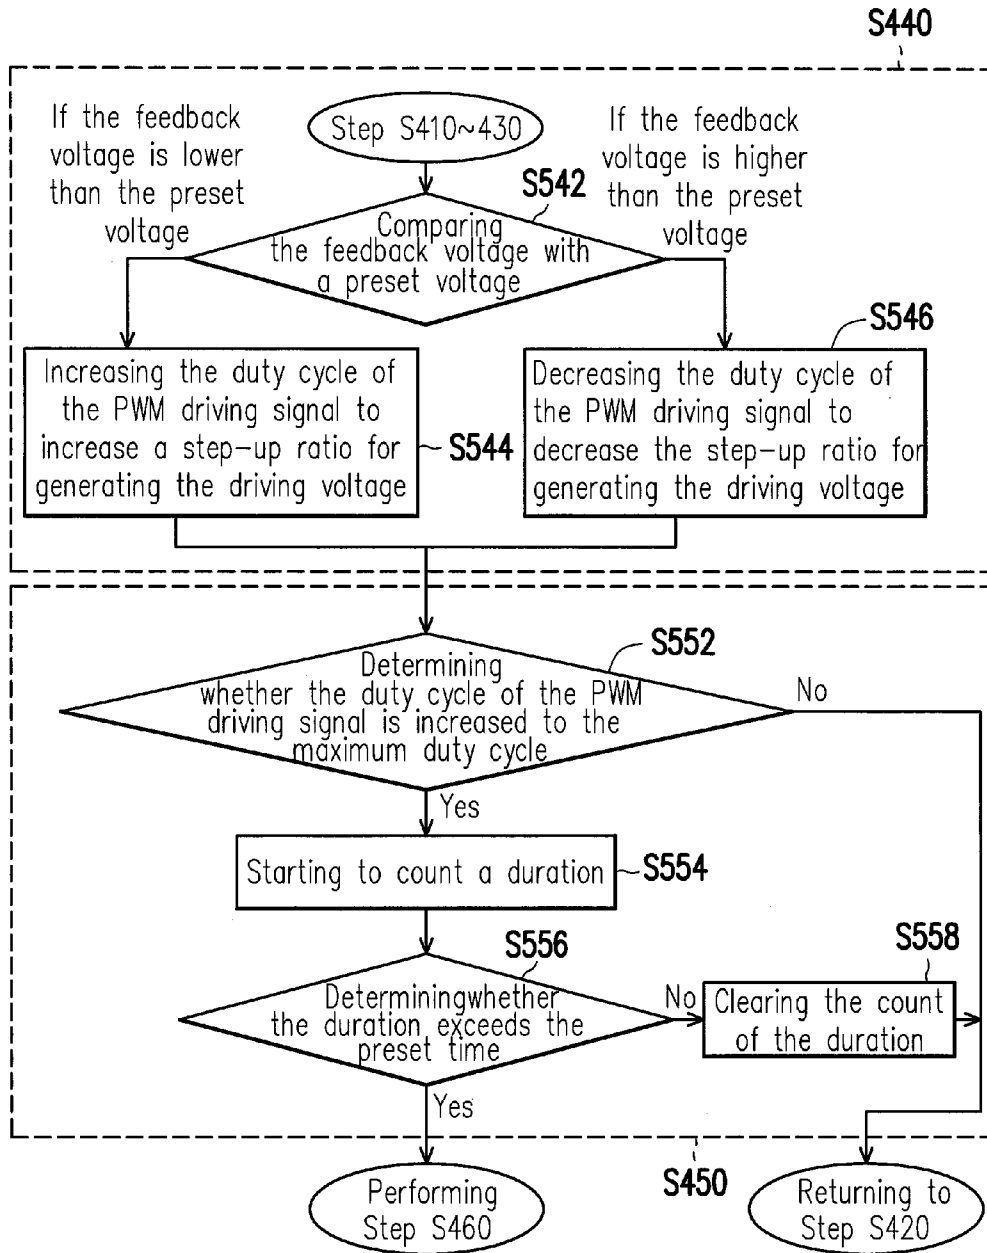 S440
If the feedback
voltage is lower
than the preset
voltage
Step S410~430
If the feedback
voltage is higher
than the preset
voltage
S542
Comparing
the feedback voltage with
a preset voltage
S546
Increasing the duty cycle of
the PWM driving signal to
increase a step-up ratio for
generating the driving voltage
S544
Decreasing the duty cycle of
the PWM driving signal to
decrease the step-up ratio for
generating the driving voltage
S552
Determining
whether the duty cycle of the PWM
driving signal is increased to the
maximum duty cycle
No
Yes
Starting to count a duration
S554
S556
S558
Determiningwhether
the duration exceeds the
preset time
No
Clearing the count
of the duration
Yes
S450
Performing
Step S460
Returning to
Step S420